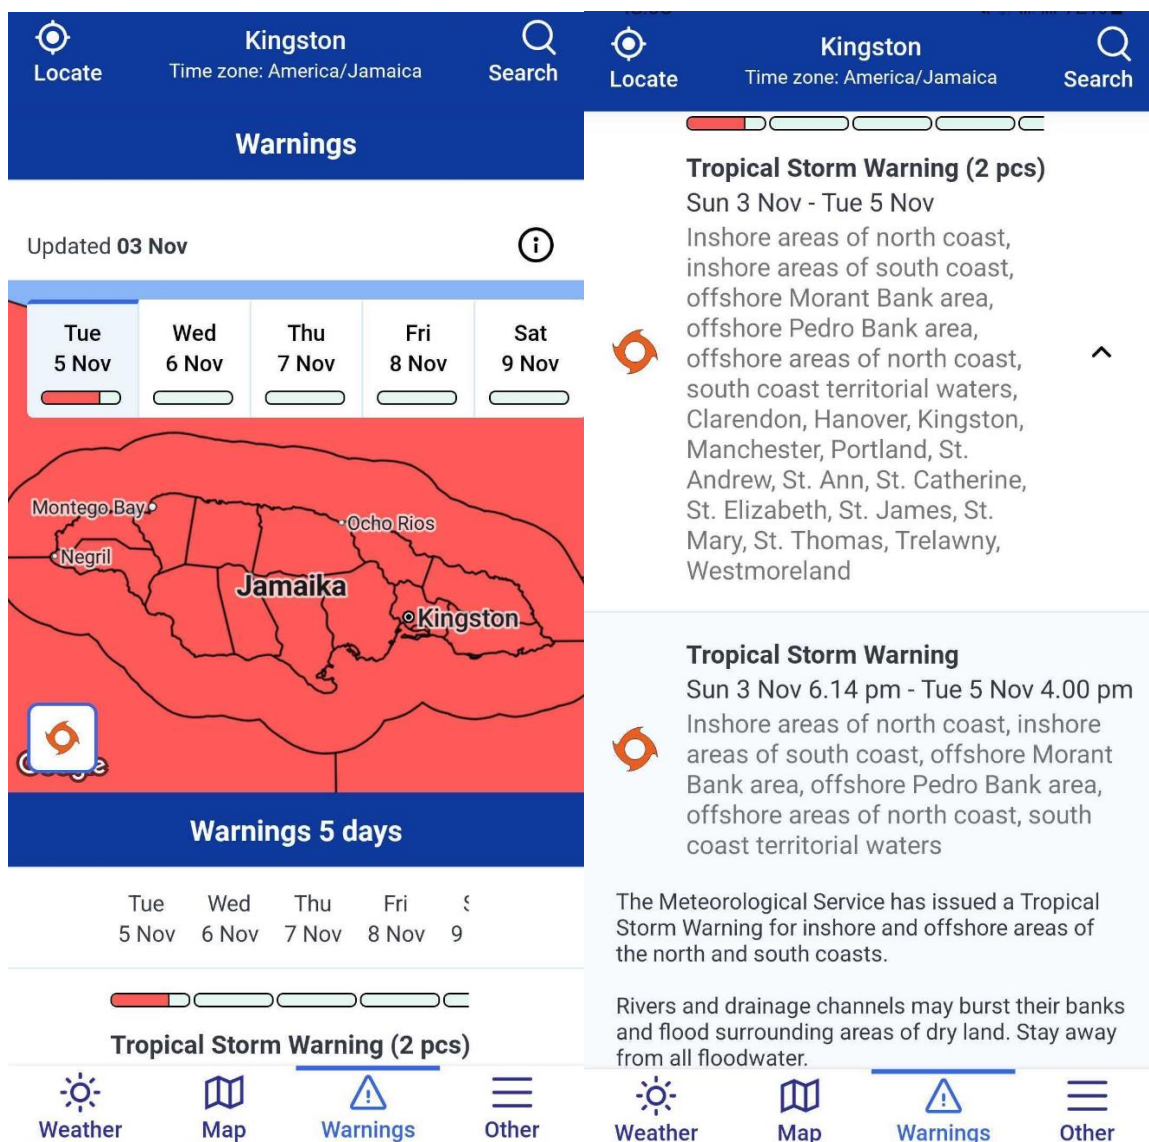 Kingston
Locate
Time zone: America/Jamaica
Search
Warnings
Updated 03 Nov
Tue
5 Nov
Wed
6 Nov
Thu
7 Nov
Fri
8 Nov
Sat
9 Nov
Montego Bay
Ocho Rios
Negril
Jamaika
Kingston
Google
Warnings 5 days
Tue Wed Thu Fri
5 Nov 6 Nov 7 Nov 8 Nov 9
Tropical Storm Warning (2 pcs)
Weather Map Warnings Other
Kingston
Locate
Time zone: America/Jamaica
Search
Tropical Storm Warning (2 pcs)
Sun 3 Nov - Tue 5 Nov
Inshore areas of north coast,
inshore areas of south coast,
offshore Morant Bank area,
offshore Pedro Bank area,
offshore areas of north coast,
south coast territorial waters,
Clarendon, Hanover, Kingston,
Manchester, Portland, St.
Andrew, St. Ann, St. Catherine,
St. Elizabeth, St. James, St.
Mary, St. Thomas, Trelawny,
Westmoreland
Tropical Storm Warning
Sun 3 Nov 6.14 pm - Tue 5 Nov 4.00 pm
Inshore areas of north coast, inshore
areas of south coast, offshore Morant
Bank area, offshore Pedro Bank area,
offshore areas of north coast, south
coast territorial waters
The Meteorological Service has issued a Tropical
Storm Warning for inshore and offshore areas of
the north and south coasts.
Rivers and drainage channels may burst their banks
and flood surrounding areas of dry land. Stay away
from all floodwater.
Weather Map Warnings Other